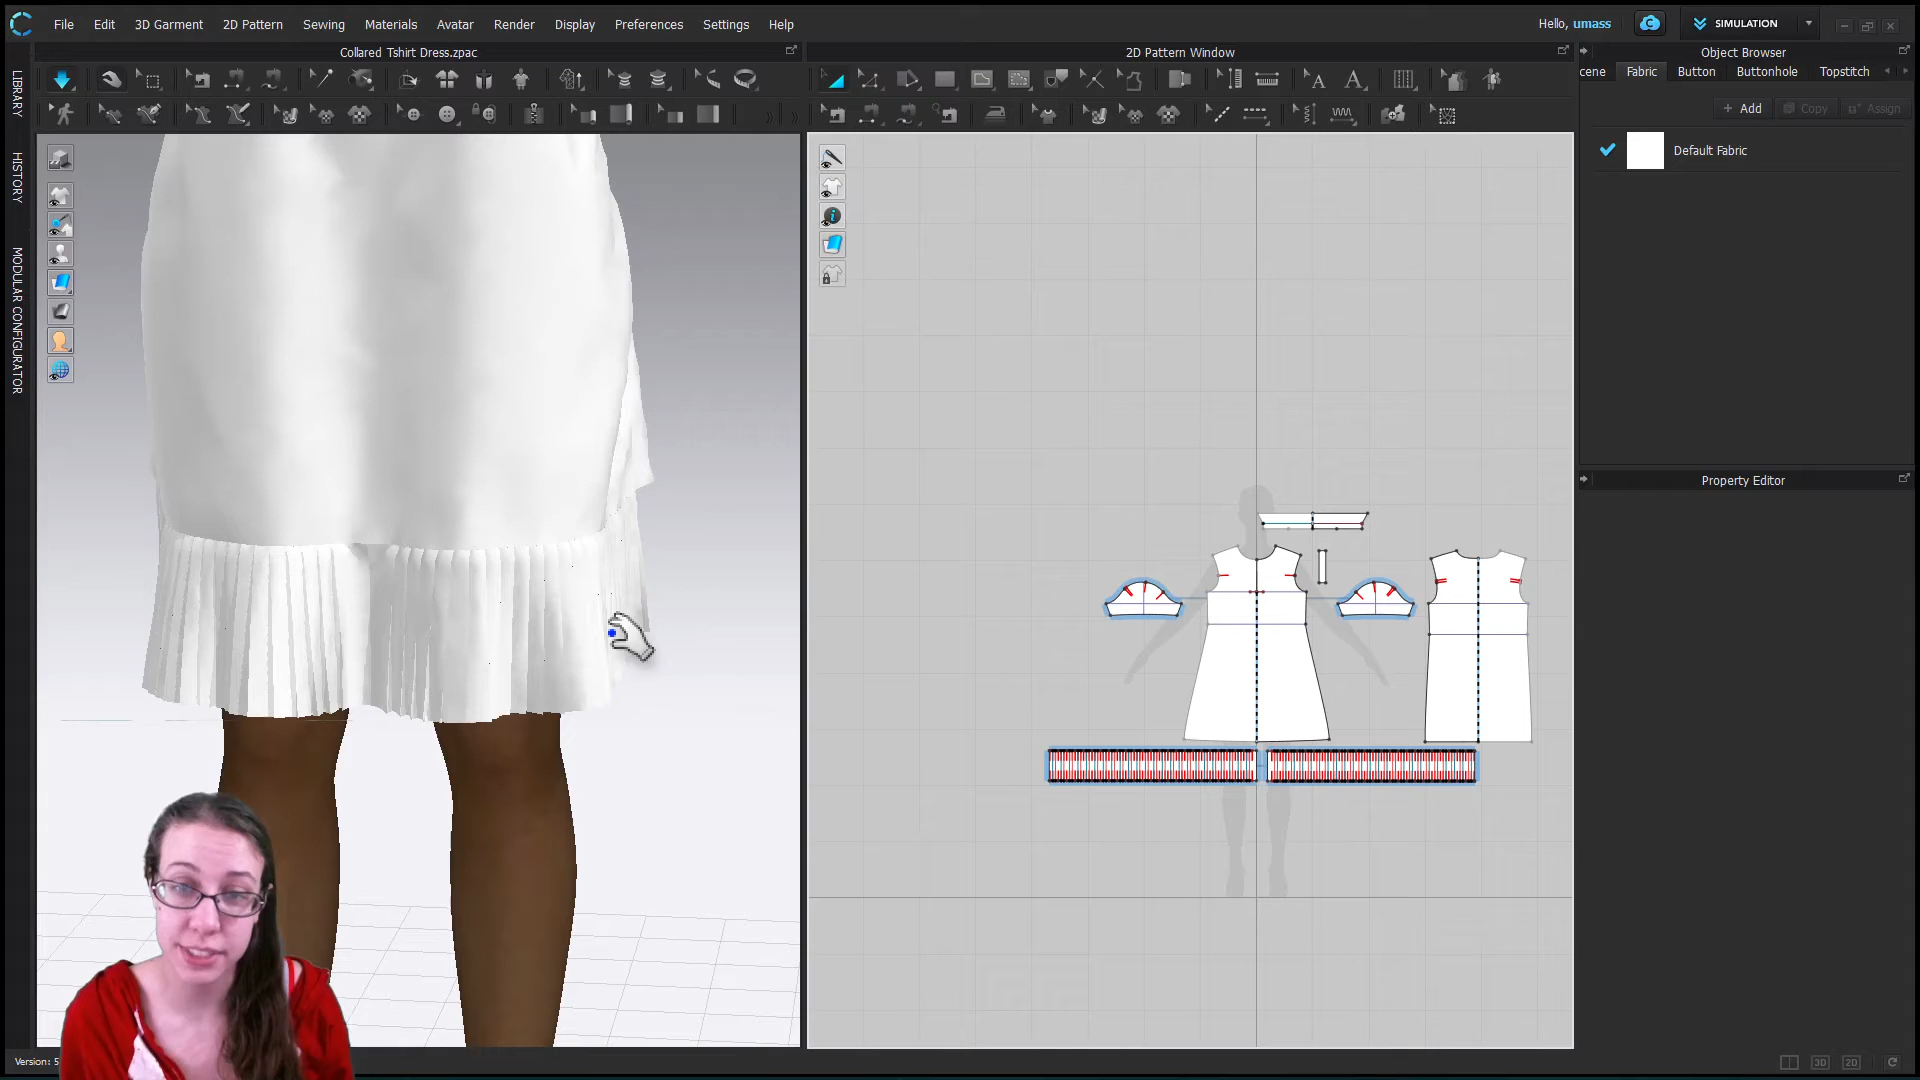 File Edit 3D Garment 2D Pattern Sewing Materials Avatar Render Display Preferences Settings Help
Hello, umass
SIMULATION
Collared Tshirt Dress.zpac
2D Pattern Window
Object Browser
cene Fabric Button Buttonhole Topstitch
+ Add Copy Assign
Default Fabric
Property Editor
LIBRARY
HISTORY
MODULAR CONFIGURATOR
Version: 5
3D 2D